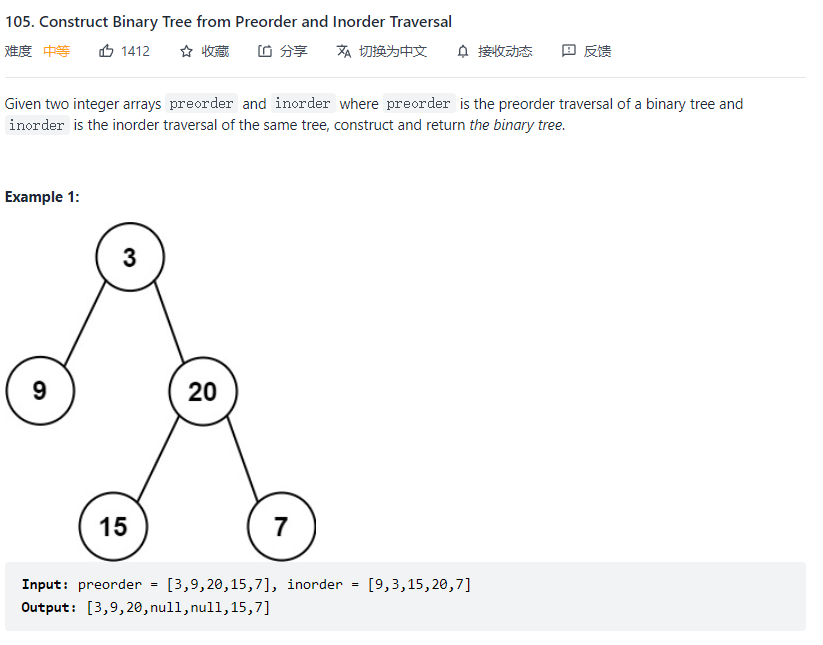 105. Construct Binary Tree from Preorder and Inorder Traversal
难度 中等 1412 收藏 分享 切换为中文 接收动态 反馈
Given two integer arrays preorder and inorder where preorder is the preorder traversal of a binary tree and
inorder is the inorder traversal of the same tree, construct and return the binary tree.
Example 1:
3
9 20
15 7
Input: preorder = [3,9,20,15,7], inorder = [9,3,15,20,7]
Output: [3,9,20,null,null,15,7]